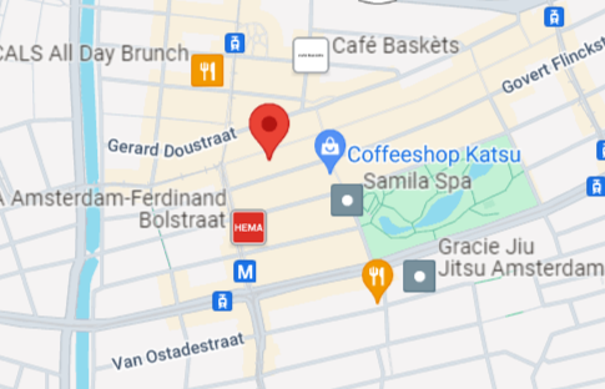 CALS All Day Brunch
Café Baskèts
Govert Flinckst
Gerard Doustraat
Coffeeshop Katsu
Samila Spa
A Amsterdam-Ferdinand
Bolstraat
HEMA
M
Gracie Jiu
Jitsu Amsterdam
Van Ostadestraat